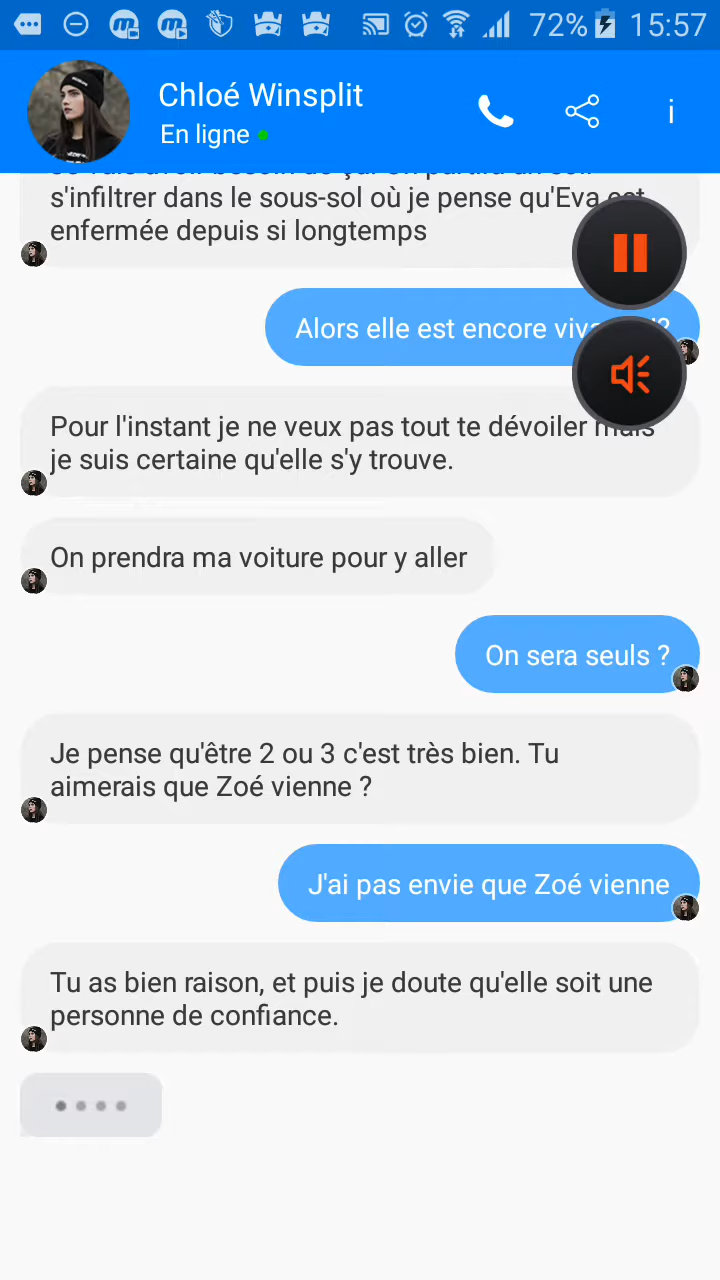 72% 15:57
Chloé Winsplit
En ligne
s'infiltrer dans le sous-sol où je pense qu'Eva est
enfermée depuis si longtemps
Alors elle est encore
Pour l'instant je ne veux pas tout te dévoiler mais
je suis certaine qu'elle s'y trouve.
On prendra ma voiture pour y aller
On sera seuls ?
Je pense qu'être 2 ou 3 c'est très bien. Tu
aimerais que Zoé vienne ?
J'ai pas envie que Zoé vienne
Tu as bien raison, et puis je doute qu'elle soit une
personne de confiance.